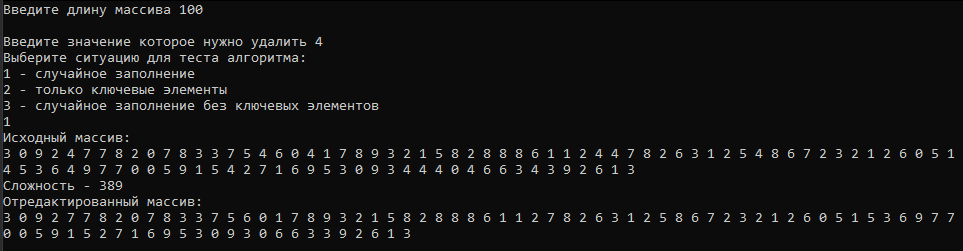 Введите длину массива 100
Введите значение которое нужно удалить 4
Выберите ситуацию для теста алгоритма:
1 - случайное заполнение
2 - только ключевые элементы
3 - случайное заполнение без ключевых элементов
1
Исходный массив:
3 0 9 2 4 7 7 8 2 0 7 8 3 3 7 5 4 6 0 4 1 7 8 9 3 2 1 5 8 2 8 8 8 6 1 1 2 4 4 7 8 2 6 3 1 2 5 4 8 6 7 2 3 2 1 2 6 0 5 1
4 5 3 6 4 9 7 7 0 0 5 9 1 5 4 2 7 1 6 9 5 3 0 9 3 4 4 4 0 4 6 6 3 4 3 9 2 6 1 3
Сложность - 389
Отредактированный массив:
3 0 9 2 7 7 8 2 0 7 8 3 3 7 5 6 0 1 7 8 9 3 2 1 5 8 2 8 8 8 6 1 1 2 7 8 2 6 3 1 2 5 8 6 7 2 3 2 1 2 6 0 5 1 5 3 6 9 7 7
0 0 5 9 1 5 2 7 1 6 9 5 3 0 9 3 0 6 6 3 3 9 2 6 1 3